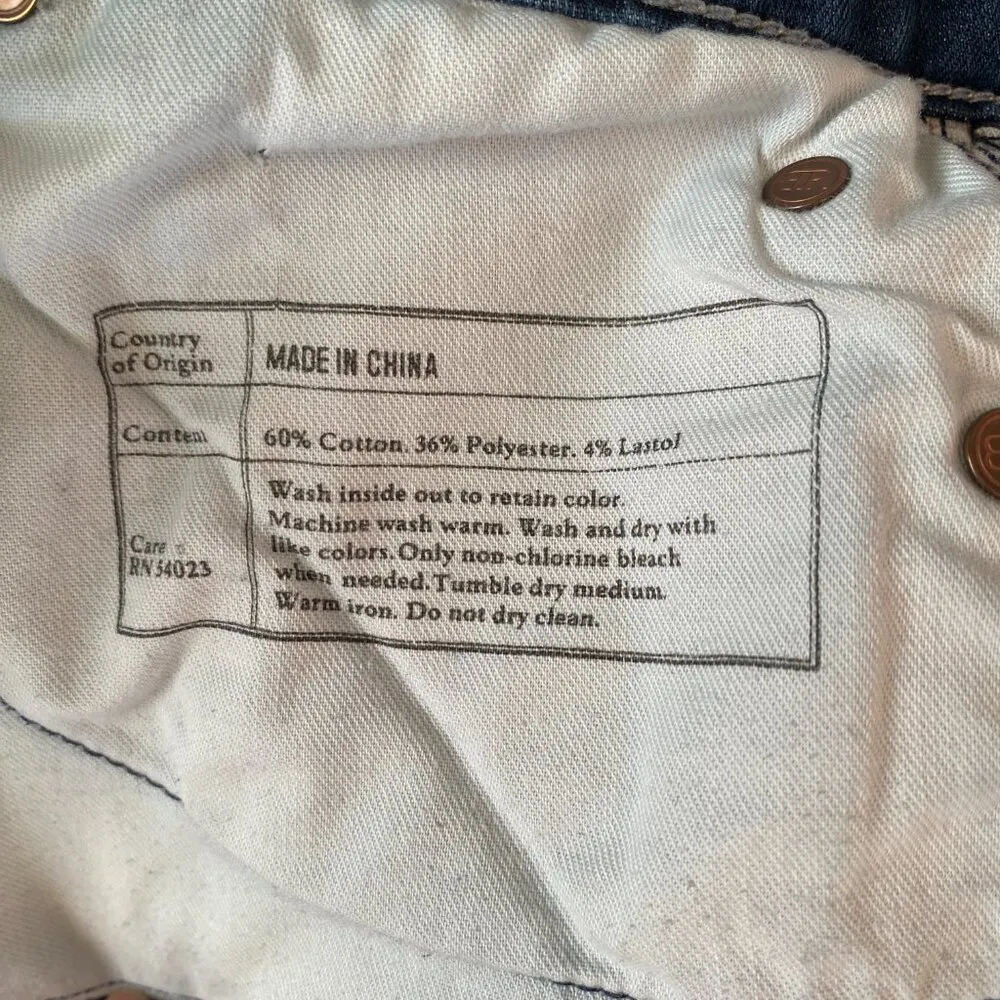 Country
of Origin
MADE IN CHINA
Content
60% Cotton. 36% Polyester. 4% Lastol
Care
RN54023
Wash inside out to retain color.
Machine wash warm. Wash and dry with
like colors. Only non-chlorine bleach
when needed. Tumble dry medium.
Warm iron. Do not dry clean.